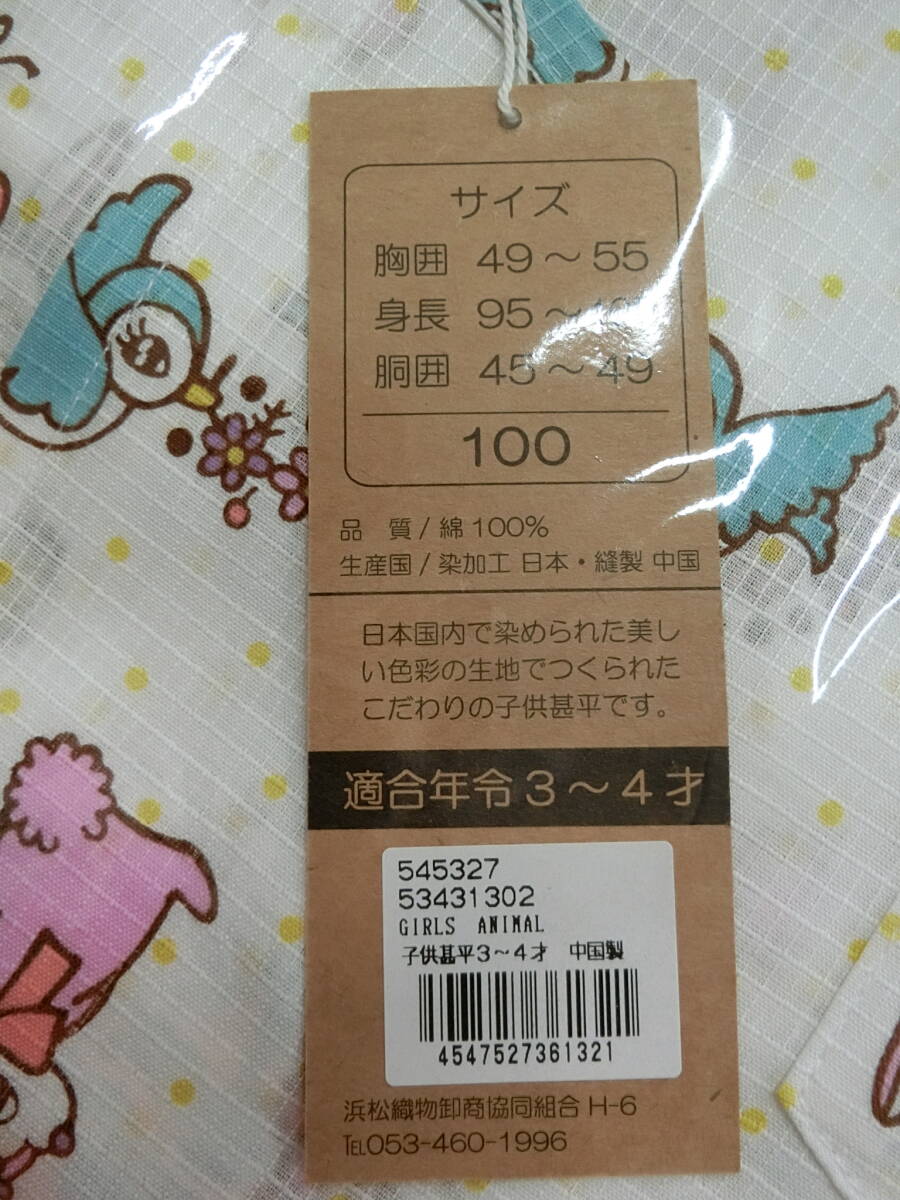 サイズ
胸囲 49～55
身長 95～
胴囲 45～49
100
品 質/綿100%
生産国/染加工 日本・縫製 中国
日本国内で染められた美し
い色彩の生地でつくられた
こだわりの子供甚平です。
適合年令3～4才
545327
53431302
GIRLS ANIMAL
子供甚平3～4才 中国製
4547527361321
浜松織物卸商協同組合 H-6
TEL053-460-1996